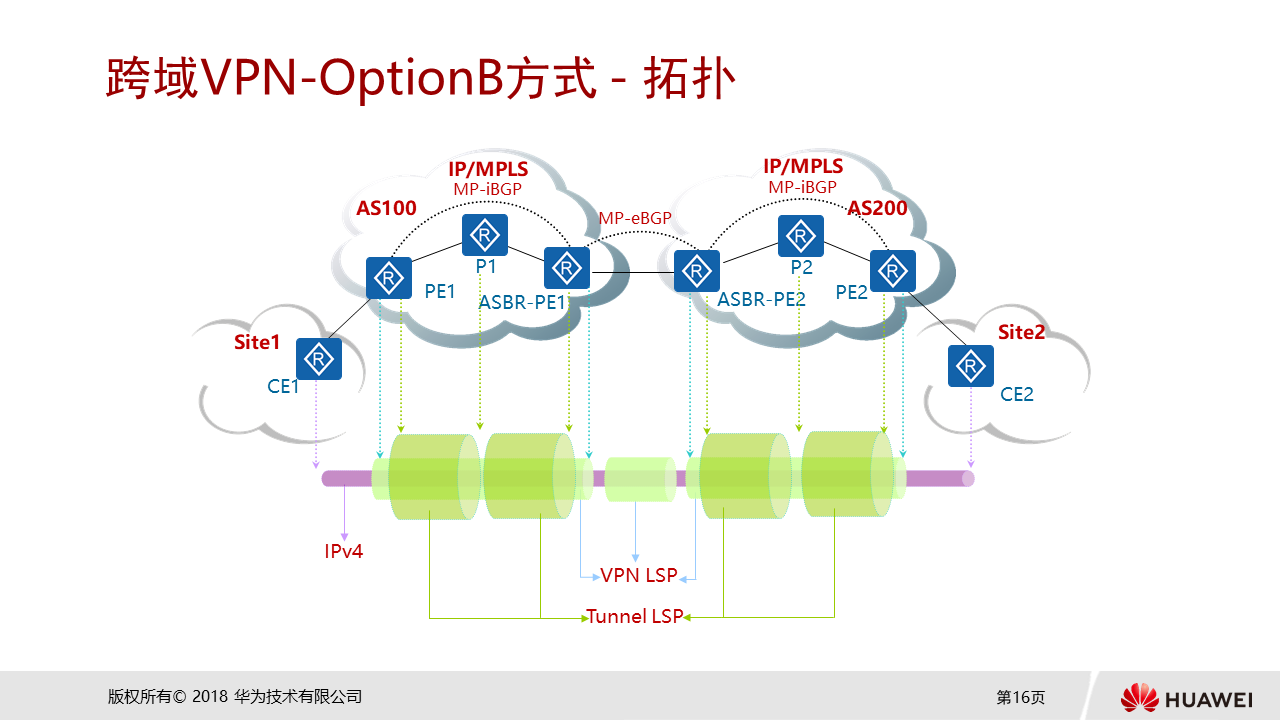 跨域VPN-OptionB方式 - 拓扑
IP/MPLS
MP-iBGP
AS100
P1
PE1
ASBR-PE1
MP-eBGP
IP/MPLS
MP-iBGP
AS200
P2
ASBR-PE2
PE2
Site1
CE1
Site2
CE2
IPv4
VPN LSP
Tunnel LSP
版权所有© 2018 华为技术有限公司
第16页
HUAWEI